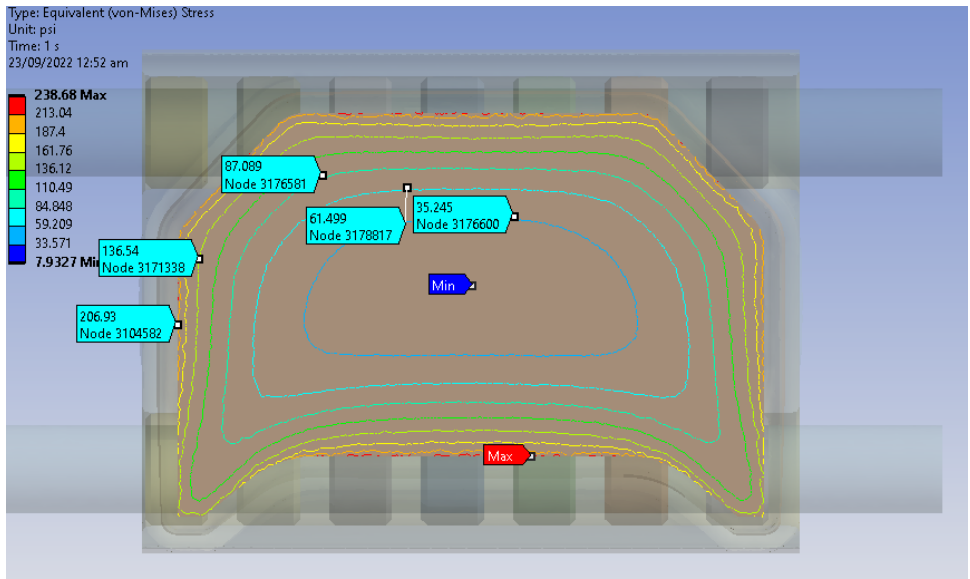 Type: Equivalent (von-Mises) Stress
Unit: psi
Time: 1 s
23/09/2022 12:52 am
238.68 Max
213.04
187.4
161.76
136.12
110.49
84.848
59.209
33.571
7.9327 Min
87.089
Node 3176581
61.499
Node 3178817
35.245
Node 3176600
136.54
Node 3171338
Min
206.93
Node 3104582
Max